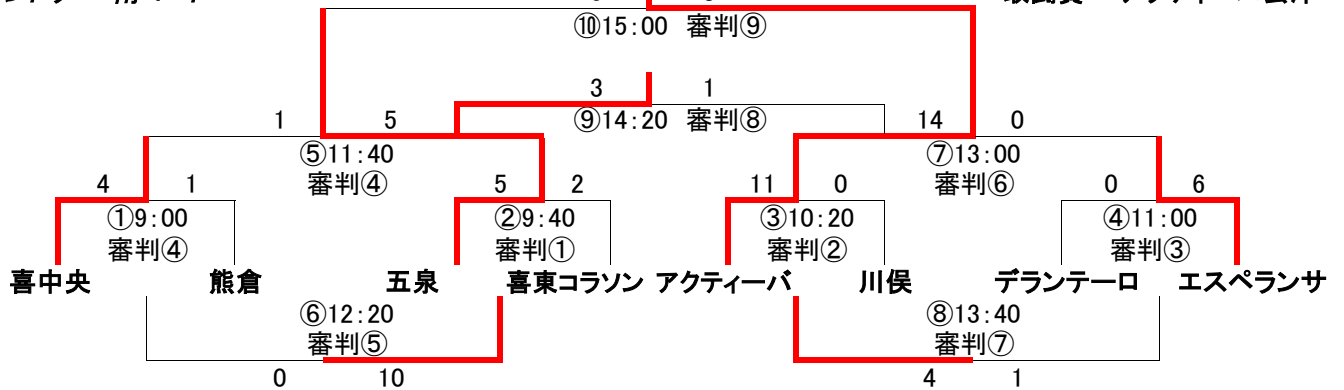 ⑩15:00 審判⑨
3 1
⑨14:20 審判⑧
1 5
14 0
⑤11:40
審判④
⑦13:00
審判⑥
4 1
5 2
11 0
0 6
①9:00
審判④
②9:40
審判①
③10:20
審判②
④11:00
審判③
喜中央 熊倉 五泉 喜東コラソン アクティーバ 川俣 デランテーロ エスペランサ
⑥12:20
審判⑤
⑧13:40
審判⑦
0 10
4 1